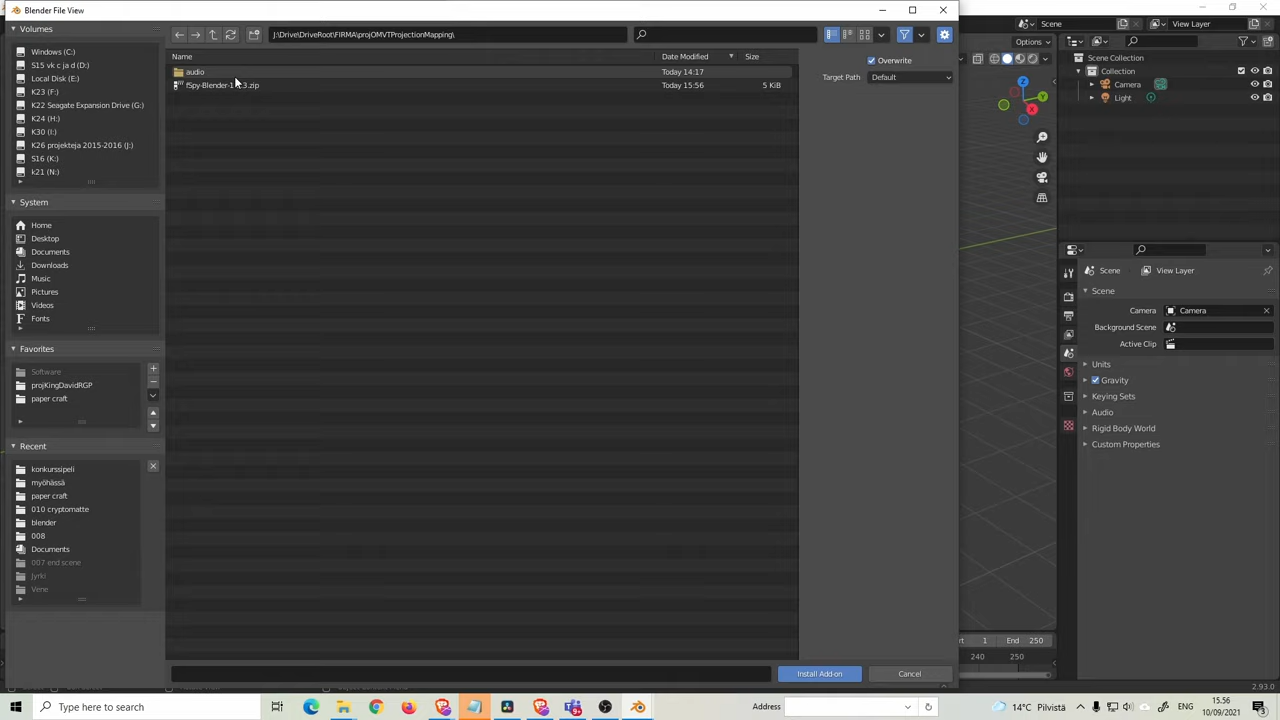 Blender File View
Volumes
Windows (C:)
S15 vk c ja d (D:)
Local Disk (E:)
K23 (F:)
K22 Seagate Expansion Drive (G:)
K24 (H:)
K30 (I:)
K26 projekteja 2015-2016 (J:)
S16 (K:)
k21 (N:)
System
Home
Desktop
Documents
Downloads
Music
Pictures
Videos
Fonts
Favorites
Software
projKingDavidRGP
paper craft
Recent
konkurssipeli
myöhässä
paper craft
010 cryptomatte
blender
008
Documents
007 end scene
Jyrki
Vene
J:\Drive\DriveRoot\FIRMA\projOMVTProjectionMapping\
Name Date Modified Size
audio Today 14:17
Today 15:56 5 KiB
Overwrite
Target Path Default
Install Add-on Cancel
Scene View Layer
Options
Scene Collection
Collection
Camera
Light
Scene View Layer
Scene
Camera Camera
Background Scene
Active Clip
Units
Gravity
Keying Sets
Audio
Rigid Body World
Custom Properties
Start 1 End 250
240 250
2.93.0
Type here to search
Address
14°C Pilvistä
15.56
10/09/2021